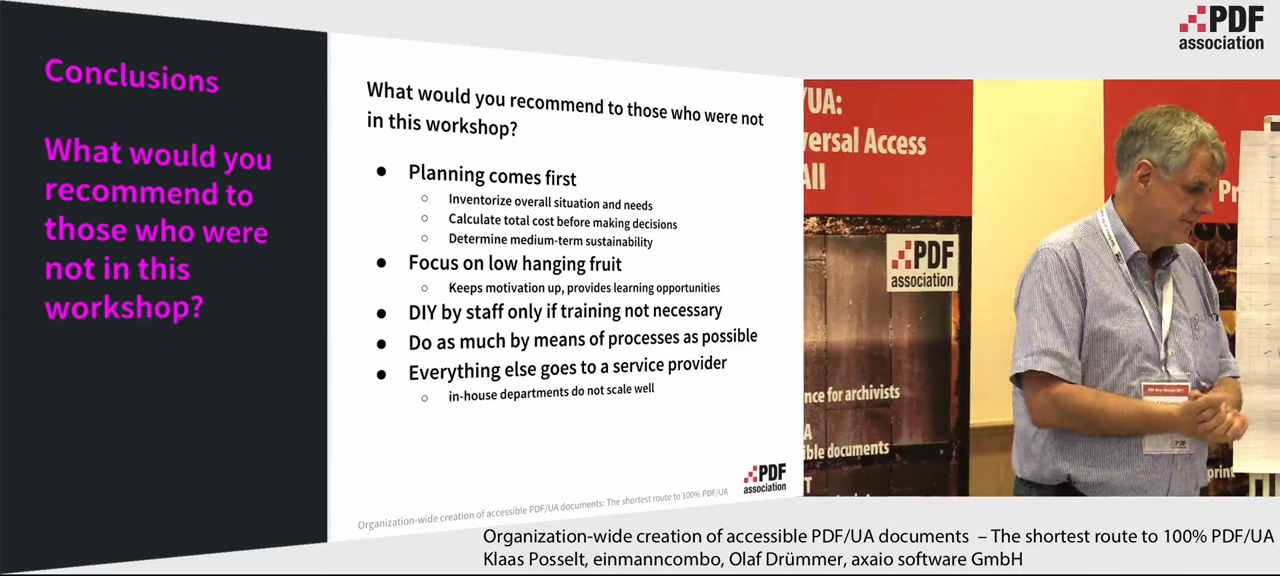 Conclusions
What would you
recommend to
those who were
not in this
workshop?
What would you recommend to those who were not
in this workshop?
● Planning comes first
○ Inventorize overall situation and needs
○ Calculate total cost before making decisions
○ Determine medium-term sustainability
● Focus on low hanging fruit
○ Keeps motivation up, provides learning opportunities
● DIY by staff only if training not necessary
● Do as much by means of processes as possible
● Everything else goes to a service provider
○ in-house departments do not scale well
PDF
association
Organization-wide creation of accessible PDF/UA documents: The shortest route to 100% PDF/UA
PDF
association
/UA:
versal Access
All
PDF
association
nce for archivists
A
ible documents
T
Pr
print
Organization-wide creation of accessible PDF/UA documents – The shortest route to 100% PDF/UA
Klaas Posselt, einmanncombo, Olaf Drümmer, axaio software GmbH